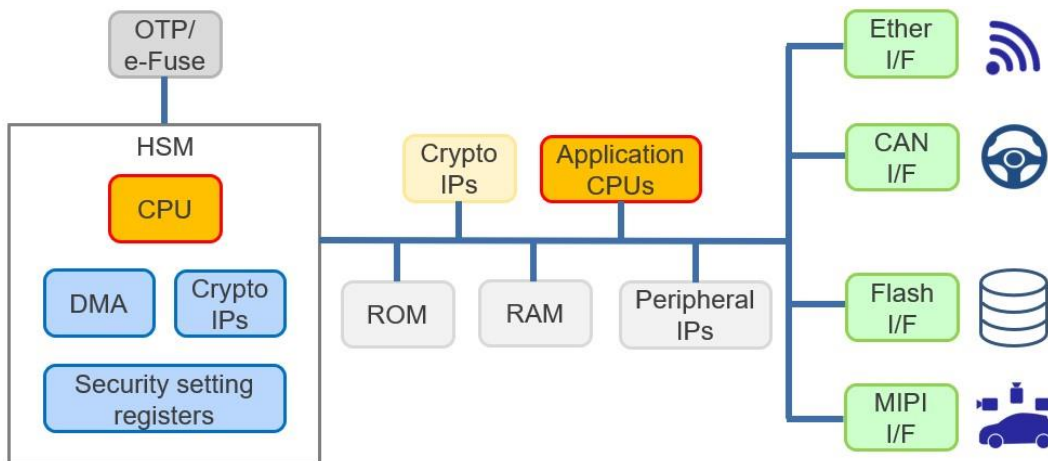 OTP/
e-Fuse
HSM
CPU
DMA
Crypto
IPs
Security setting
registers
Crypto
IPs
Application
CPUs
ROM
RAM
Peripheral
IPs
Ether
I/F
CAN
I/F
Flash
I/F
MIPI
I/F